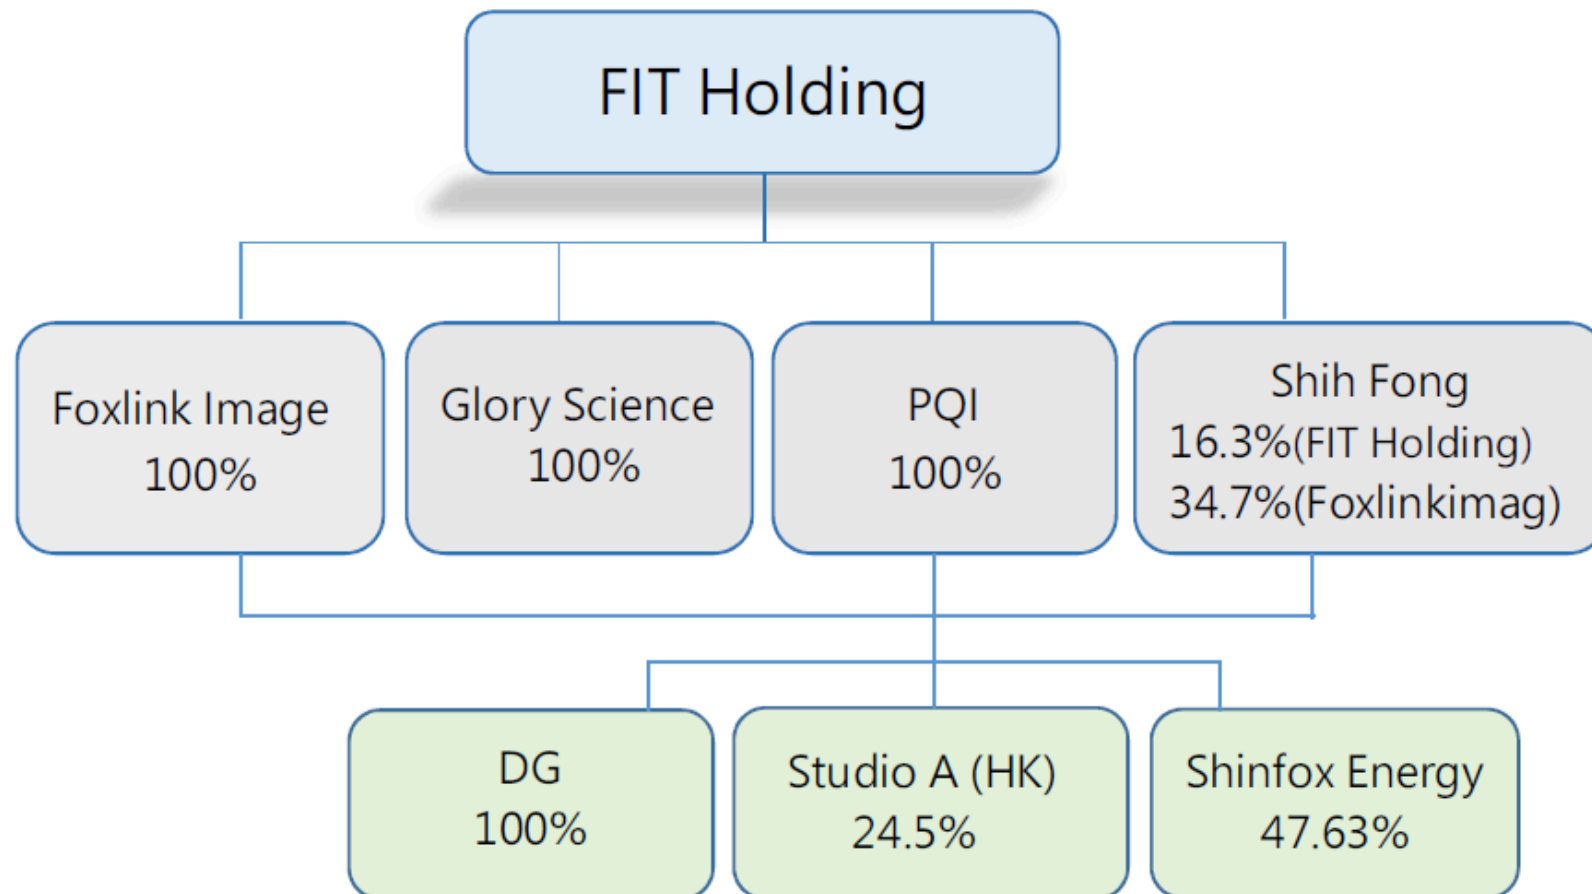 FIT Holding
Foxlink Image
100%
Glory Science
100%
PQI
100%
Shih Fong
16.3%(FIT Holding)
34.7%(Foxlinkimag)
DG
100%
Studio A (HK)
24.5%
Shinfox Energy
47.63%